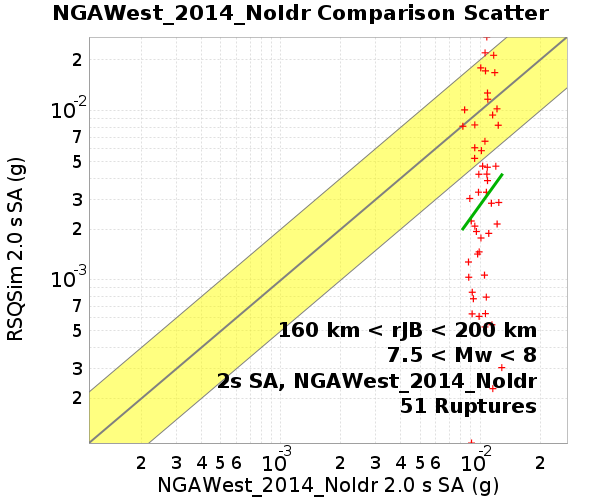 NGAWest_2014_NoIdr Comparison Scatter
RSQSim 2.0 s SA (g)
2
10-2
7
5
3
2
10-3
7
5
3
2
160 km < rJB < 200 km
7.5 < Mw < 8
2s SA, NGAWest_2014_NoIdr
51 Ruptures
2 3 4 5 6 10-3 2 3 4 5 6 10-2 2
NGAWest_2014_NoIdr 2.0 s SA (g)